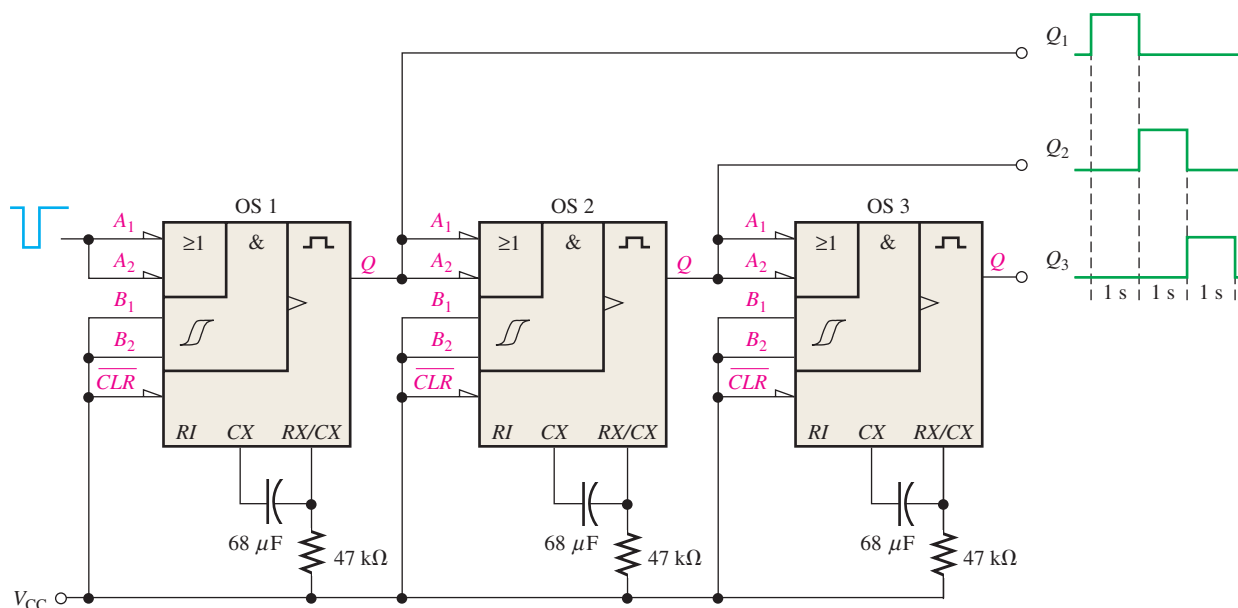 Q1
Q2
OS 1
OS 2
OS 3
A1
≥1
&
A2
Q
B1
B2
CLR
RI
CX
RX/CX
68 μF
47 kΩ
A1
≥1
&
A2
Q
B1
B2
CLR
RI
CX
RX/CX
68 μF
47 kΩ
A1
≥1
&
A2
Q
B1
B2
CLR
RI
CX
RX/CX
68 μF
47 kΩ
Q3
1 s
1 s
1 s
VCC